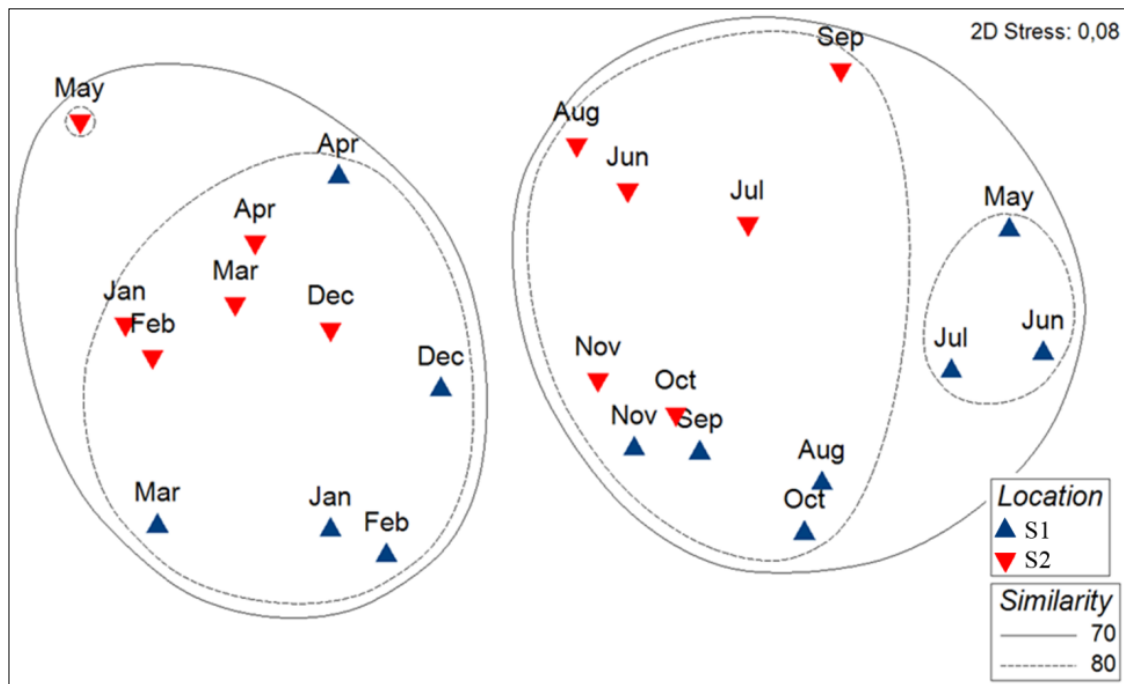 2D Stress: 0,08
Sep
May
Aug
Apr
Jun
May
Jul
Apr
Mar
Jan
Dec
Feb
Jun
Jul
Dec
Nov
Oct
Nov
Sep
Aug
Mar
Jan
Oct
Feb
Location
S1
S2
Similarity
70
80